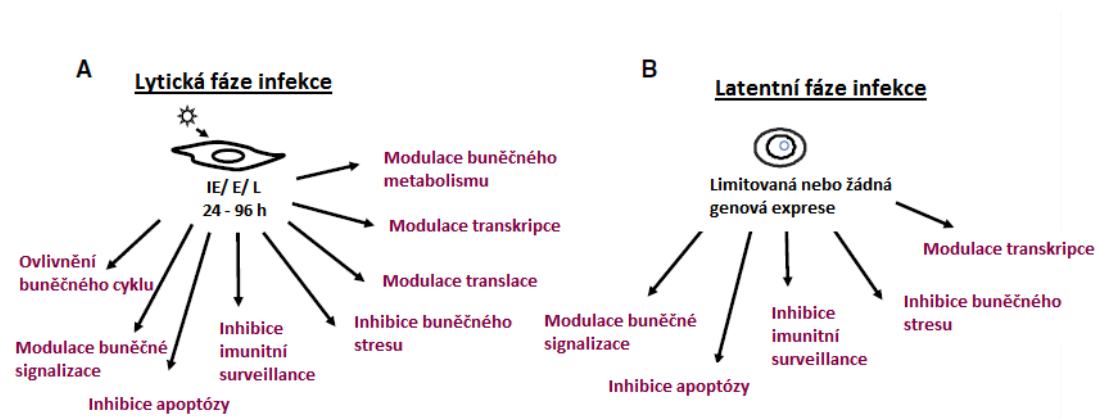 A
Lytická fáze infekce
IE/ E/ L
24 - 96 h
Modulace buněčného
metabolismu
Modulace transkripce
Modulace translace
Inhibice buněčného
stresu
Inhibice
imunitní
surveillance
Inhibice apoptózy
Modulace buněčné
signalizace
Ovlivnění
buněčného cyklu
B
Latentní fáze infekce
Limitovaná nebo žádná
genová exprese
Modulace transkripce
Inhibice buněčného
stresu
Inhibice
imunitní
surveillance
Inhibice apoptózy
Modulace buněčné
signalizace